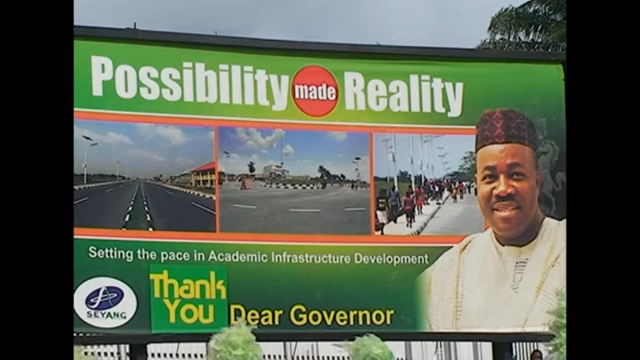 Possibility made Reality
Setting the pace in Academic Infrastructure Development
SEYANG
Thank
You
Dear Governor